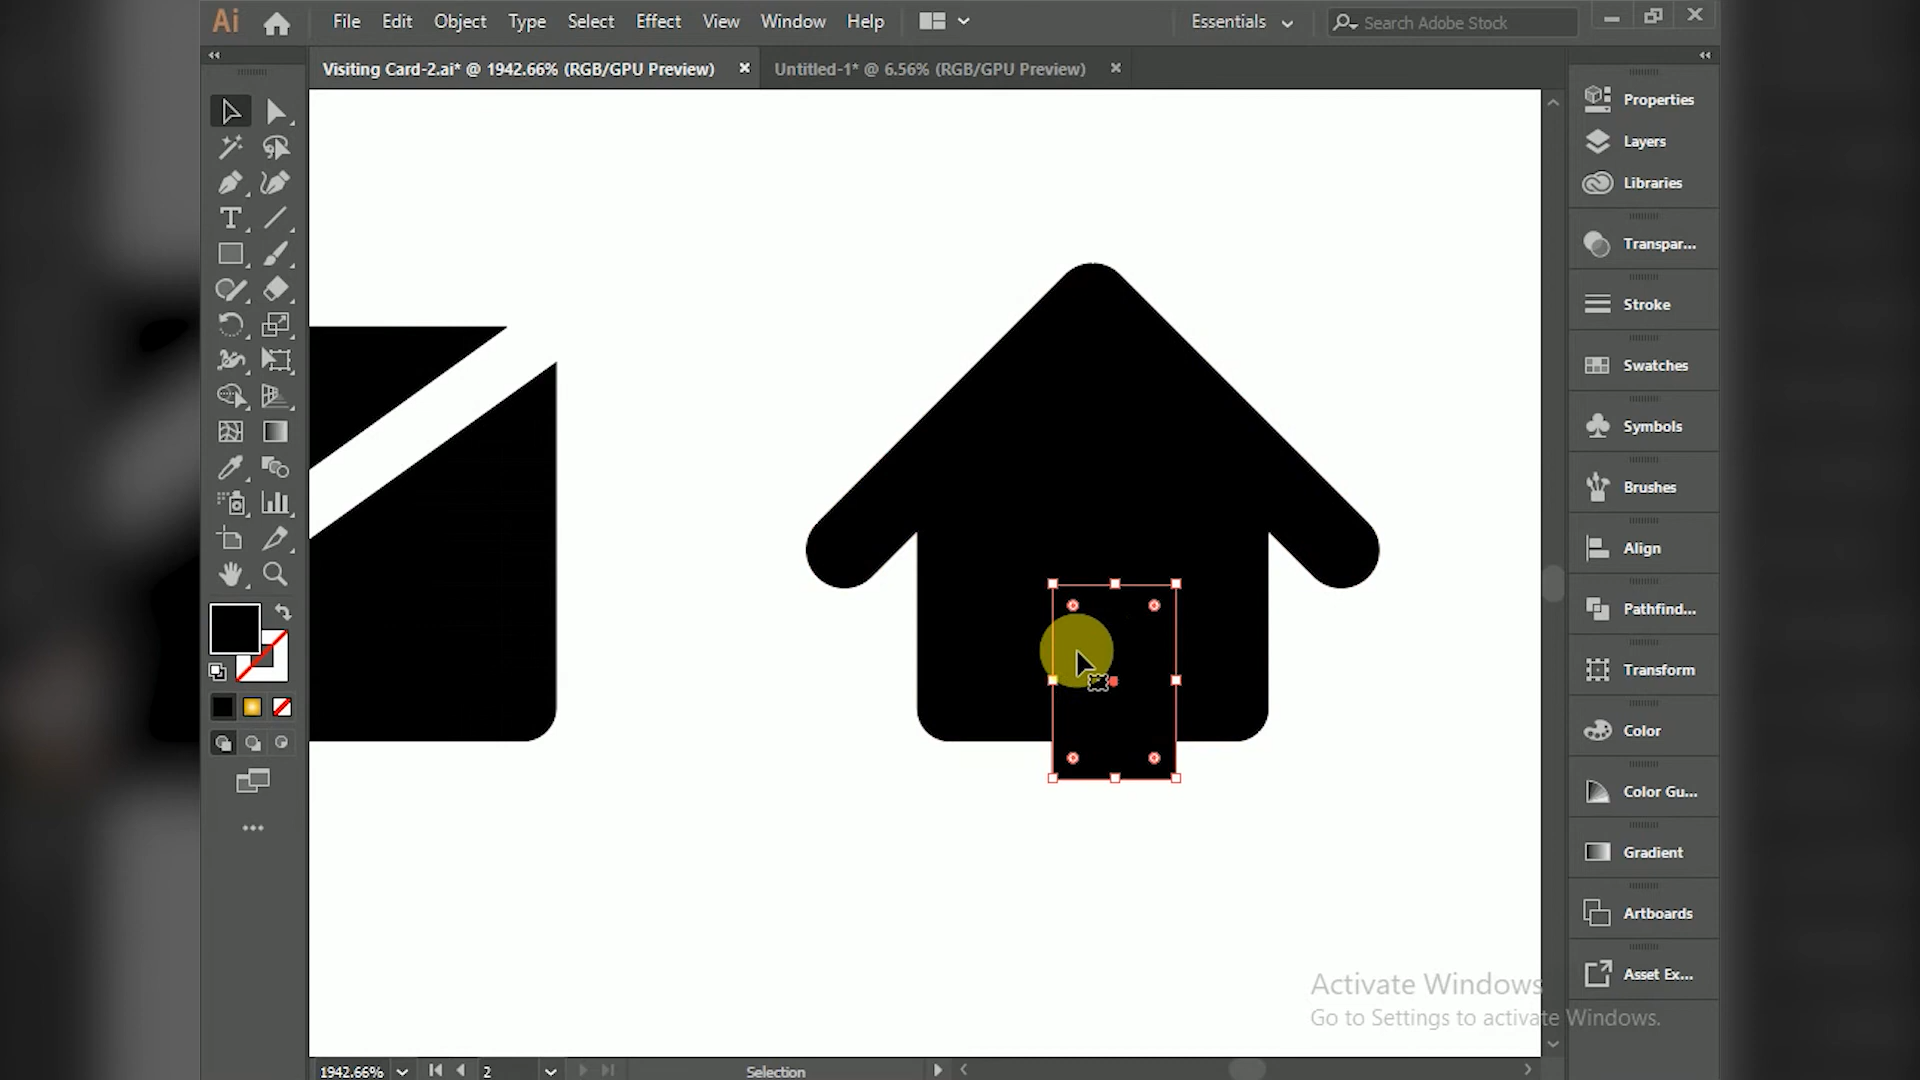 Ai File Edit Object Type Select Effect View Window Help Essentials Search Adobe Stock
Visiting Card-2.ai* @ 1942.66% (RGB/GPU Preview) × Untitled-1* @ 6.56% (RGB/GPU Preview) ×
Properties
Layers
Libraries
Transpar...
Stroke
Swatches
Symbols
Brushes
Align
Pathfind...
Transform
Color
Color Gu...
Gradient
Artboards
Asset Ex...
Activate Windows
Go to Settings to activate Windows.
1942.66% 2 Selection